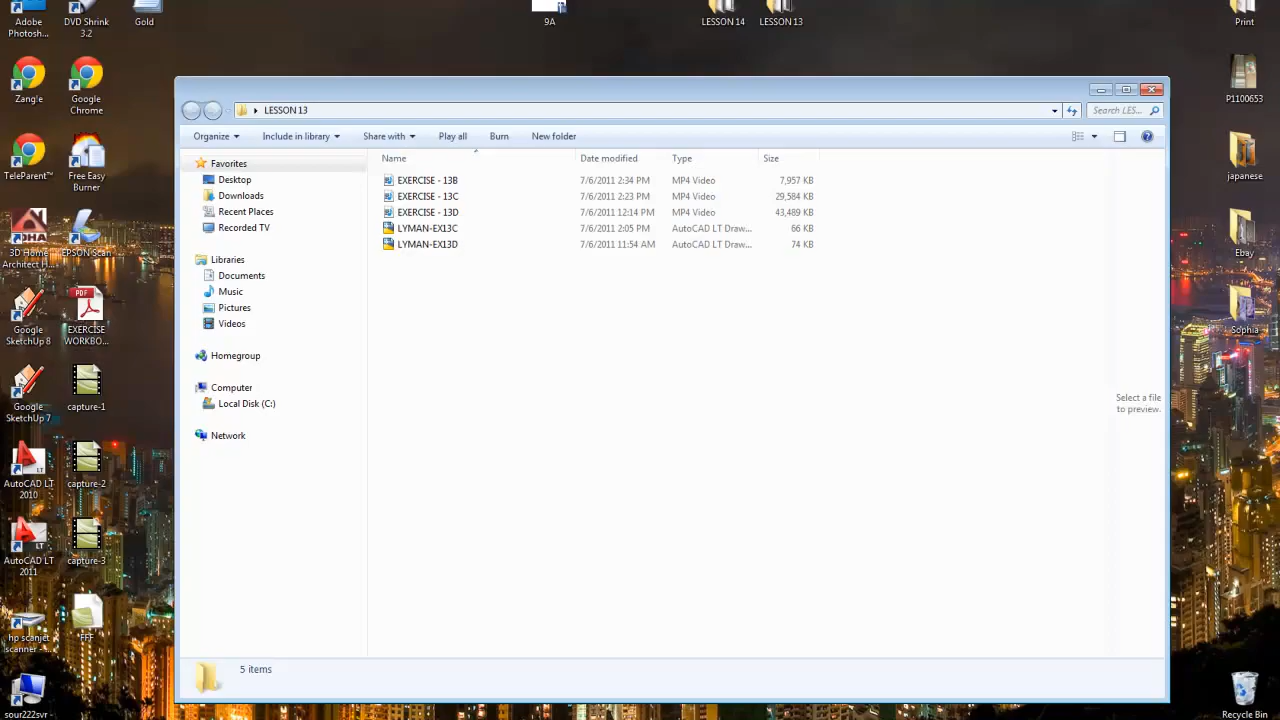 Adobe
Photosh...
DVD Shrink
3.2
Gold
9A
LESSON 14
LESSON 13
Print
Zangle
Google
Chrome
P1100653
TeleParent™
Free Easy
Burner
japanese
3D Home
Architect H...
EPSON Scan
Ebay
Google
SketchUp 8
PDF
EXERCISE
WORKBO...
Sophia
Google
SketchUp 7
capture-1
LT
AutoCAD LT
2010
capture-2
LT
AutoCAD LT
2011
capture-3
hp scanjet
scanner - ...
FFF
sour222svr -
Recycle Bin
LESSON 13
Search LES...
Organize
Include in library
Share with
Play all
Burn
New folder
Favorites
Desktop
Downloads
Recent Places
Recorded TV
Libraries
Documents
Music
Pictures
Videos
Homegroup
Computer
Local Disk (C:)
Network
Name Date modified Type Size
EXERCISE - 13B 7/6/2011 2:34 PM MP4 Video 7,957 KB
EXERCISE - 13C 7/6/2011 2:23 PM MP4 Video 29,584 KB
EXERCISE - 13D 7/6/2011 12:14 PM MP4 Video 43,489 KB
LYMAN-EX13C 7/6/2011 2:05 PM AutoCAD LT Draw... 66 KB
LYMAN-EX13D 7/6/2011 11:54 AM AutoCAD LT Draw... 74 KB
Select a file
to preview.
5 items